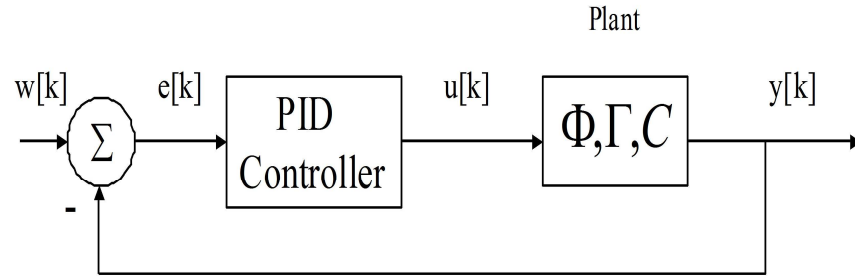 Plant
w[k]
e[k]
u[k]
y[k]
Σ
PID
Controller
Φ,Γ,C
-